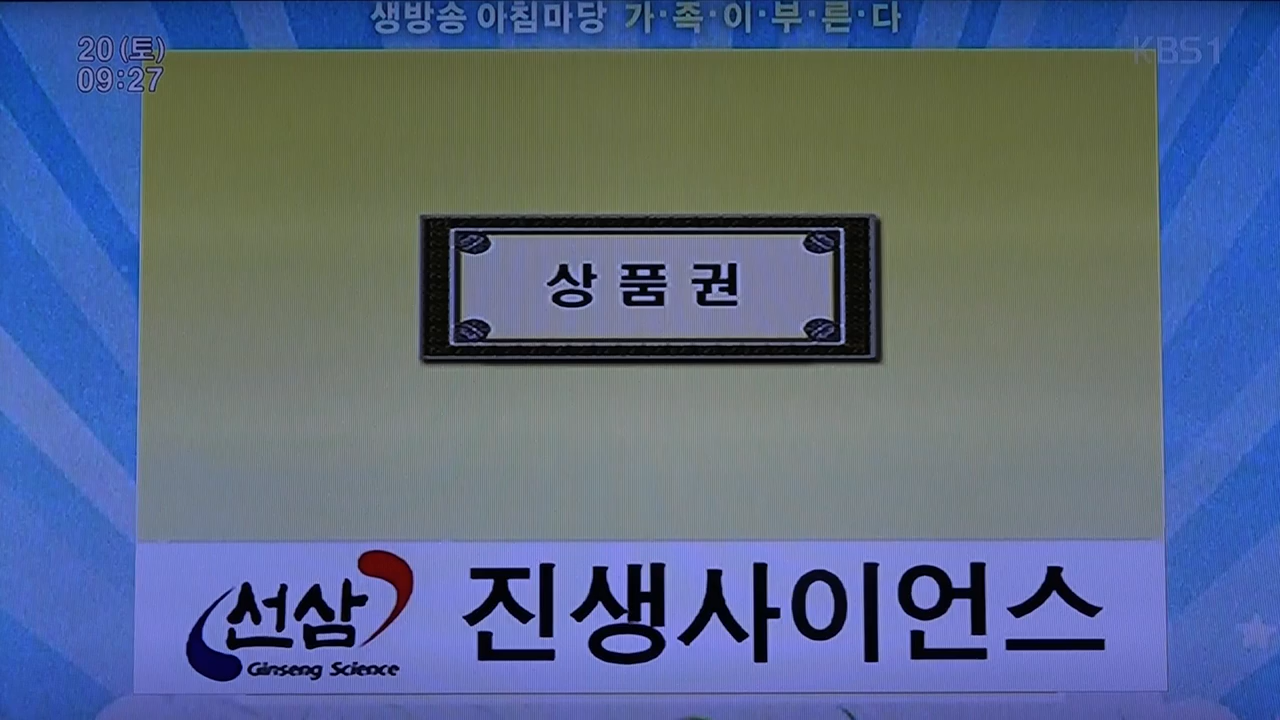 생방송 아침마당 가·족·이·부·른·다
20(토)
09:27
KBS1
상품권
선삼
Ginseng Science
진생사이언스